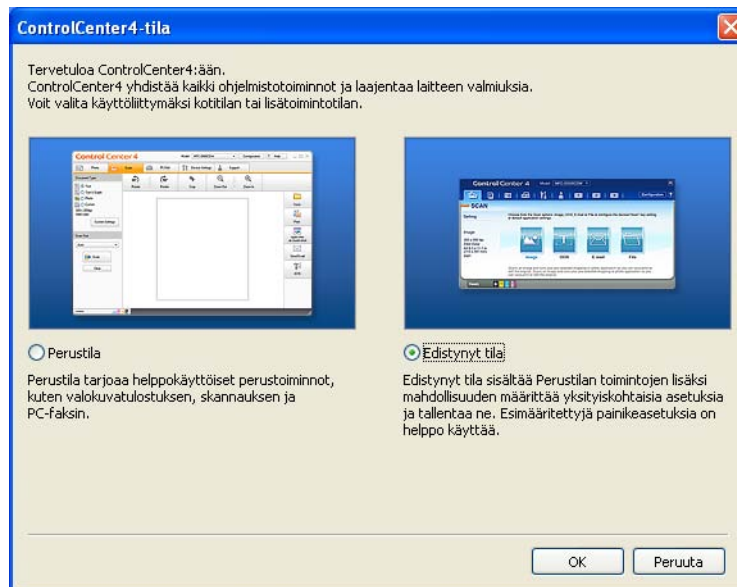 ControlCenter4-tila
Tervetuloa ControlCenter4:ään.
ControlCenter4 yhdistää kaikki ohjelmistotoiminnot ja laajentaa laitteen valmiuksia.
Voit valita käyttöliittymäksi kotitilan tai lisätoimintotilan.
Control Center 4
Control Center 4
SCAN
Perustila
Perustila tarjoaa helppokäyttöiset perustoiminnot,
kuten valokuvatulostuksen, skannauksen ja
PC-faksin.
Edistynyt tila
Edistynyt tila sisältää Perustilan toimintojen lisäksi
mahdollisuuden määrittää yksityiskohtaisia asetuksia
ja tallentaa ne. Esimääritettyjä painikeasetuksia on
helppo käyttää.
OK
Peruuta